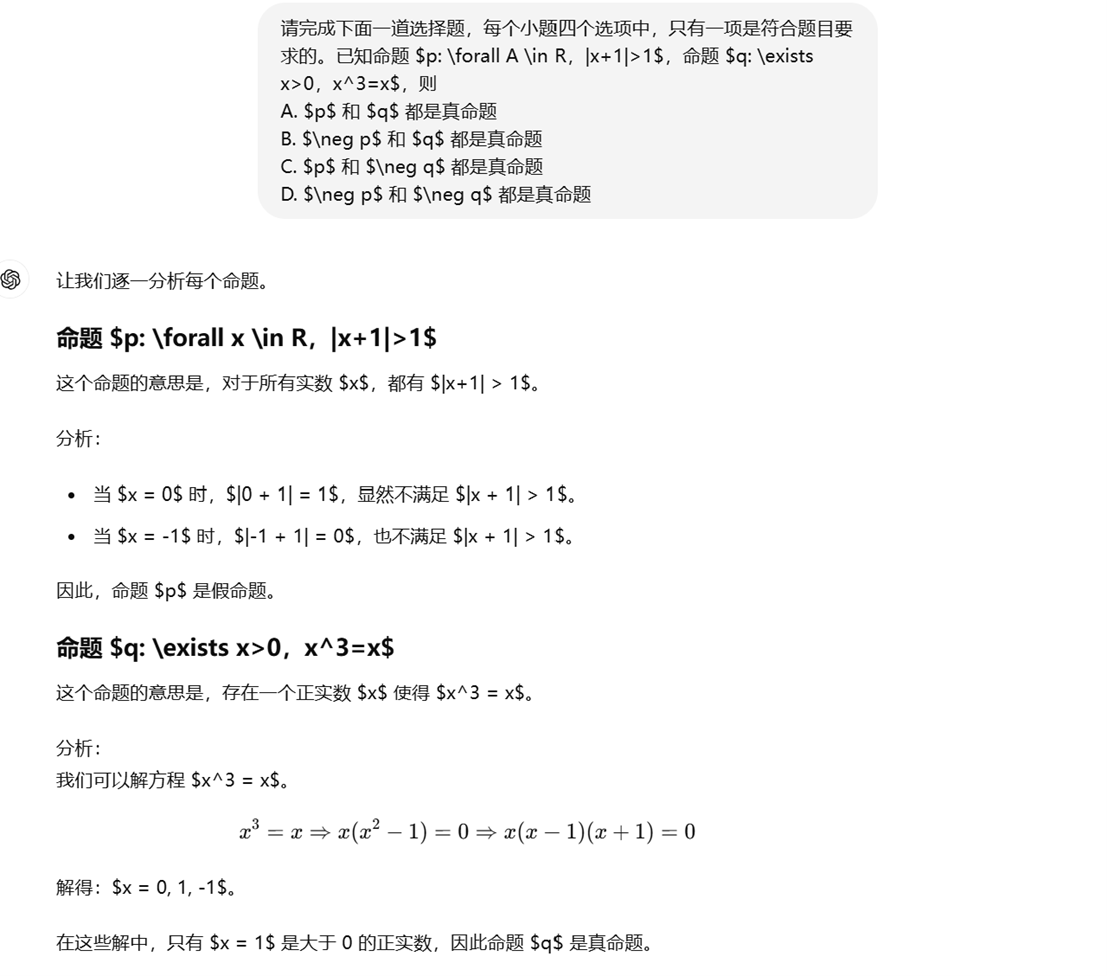 请完成下面一道选择题，每个小题四个选项中，只有一项是符合题目要
求的。已知命题 $p: \forall A \in R，|x+1|>1$，命题 $q: \exists
x>0，x^3=x$，则
A. $p$ 和 $q$ 都是真命题
B. $\neg p$ 和 $q$ 都是真命题
C. $p$ 和 $\neg q$ 都是真命题
D. $\neg p$ 和 $\neg q$ 都是真命题
让我们逐一分析每个命题。
命题 $p: \forall x \in R，|x+1|>1$
这个命题的意思是，对于所有实数 $x$，都有 $|x+1| > 1$。
分析：
• 当 $x = 0$ 时，$|0 + 1| = 1$，显然不满足 $|x + 1| > 1$。
• 当 $x = -1$ 时，$|-1 + 1| = 0$，也不满足 $|x + 1| > 1$。
因此，命题 $p$ 是假命题。
命题 $q: \exists x>0，x^3=x$
这个命题的意思是，存在一个正实数 $x$ 使得 $x^3 = x$。
分析：
我们可以解方程 $x^3 = x$。
x³ = x ⇒ x(x² − 1) = 0 ⇒ x(x − 1)(x + 1) = 0
解得：$x = 0, 1, -1$。
在这些解中，只有 $x = 1$ 是大于 0 的正实数，因此命题 $q$ 是真命题。